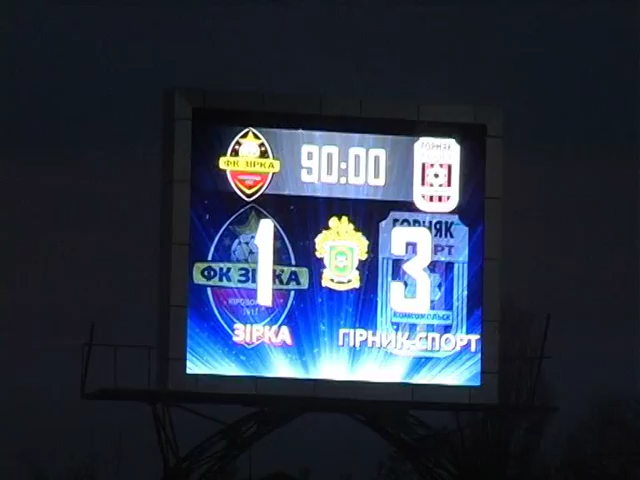 ФК ЗІРКА
90:00
ГОРНЯК
1
3
ФК ЗІРКА
ГОРНЯК
СПОРТ
КОМСОМОЛЬСК
ЗІРКА
ГІРНИК-СПОРТ